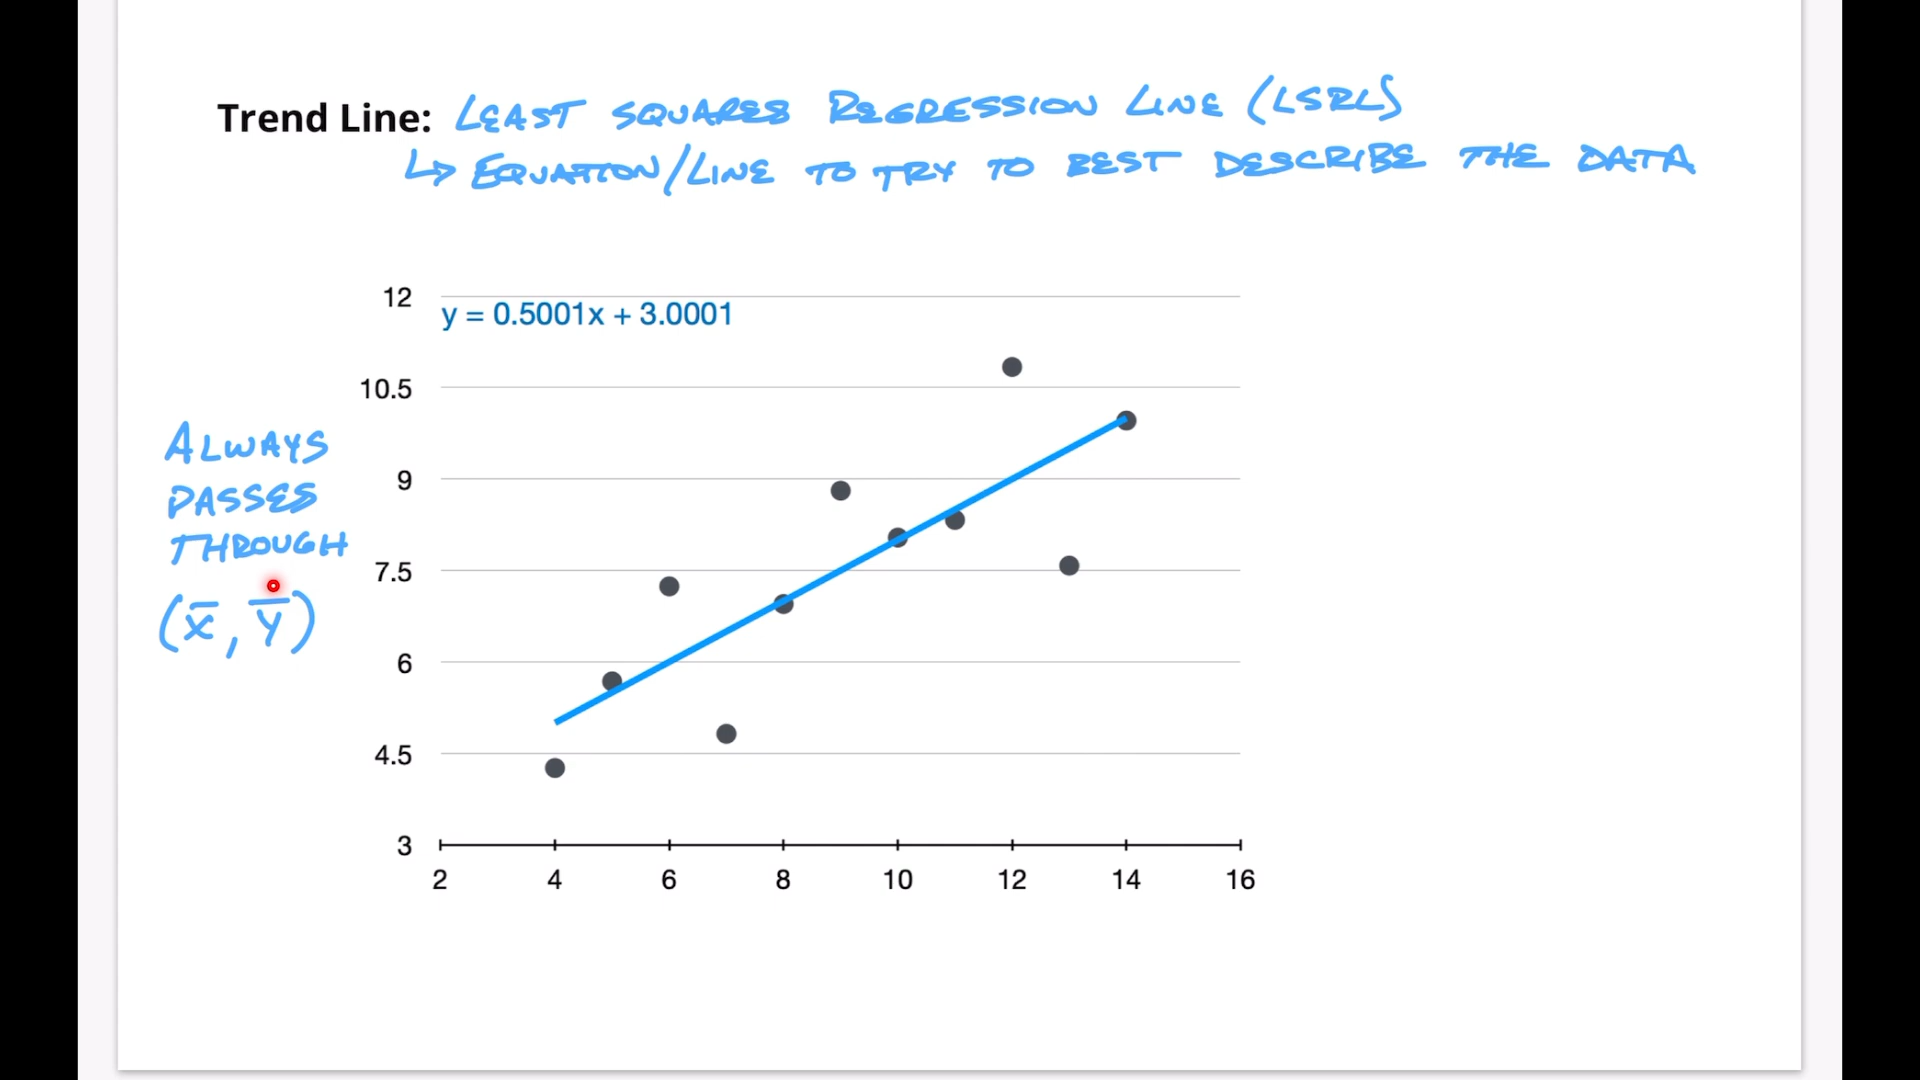 Trend Line: LEAST SQUARES REGRESSION LINE (LSRL)
↳ EQUATION/LINE TO TRY TO BEST DESCRIBE THE DATA
12
y = 0.5001x + 3.0001
10.5
ALWAYS
9
PASSES
THROUGH
7.5
(x̄, ȳ)
6
4.5
3
2 4 6 8 10 12 14 16